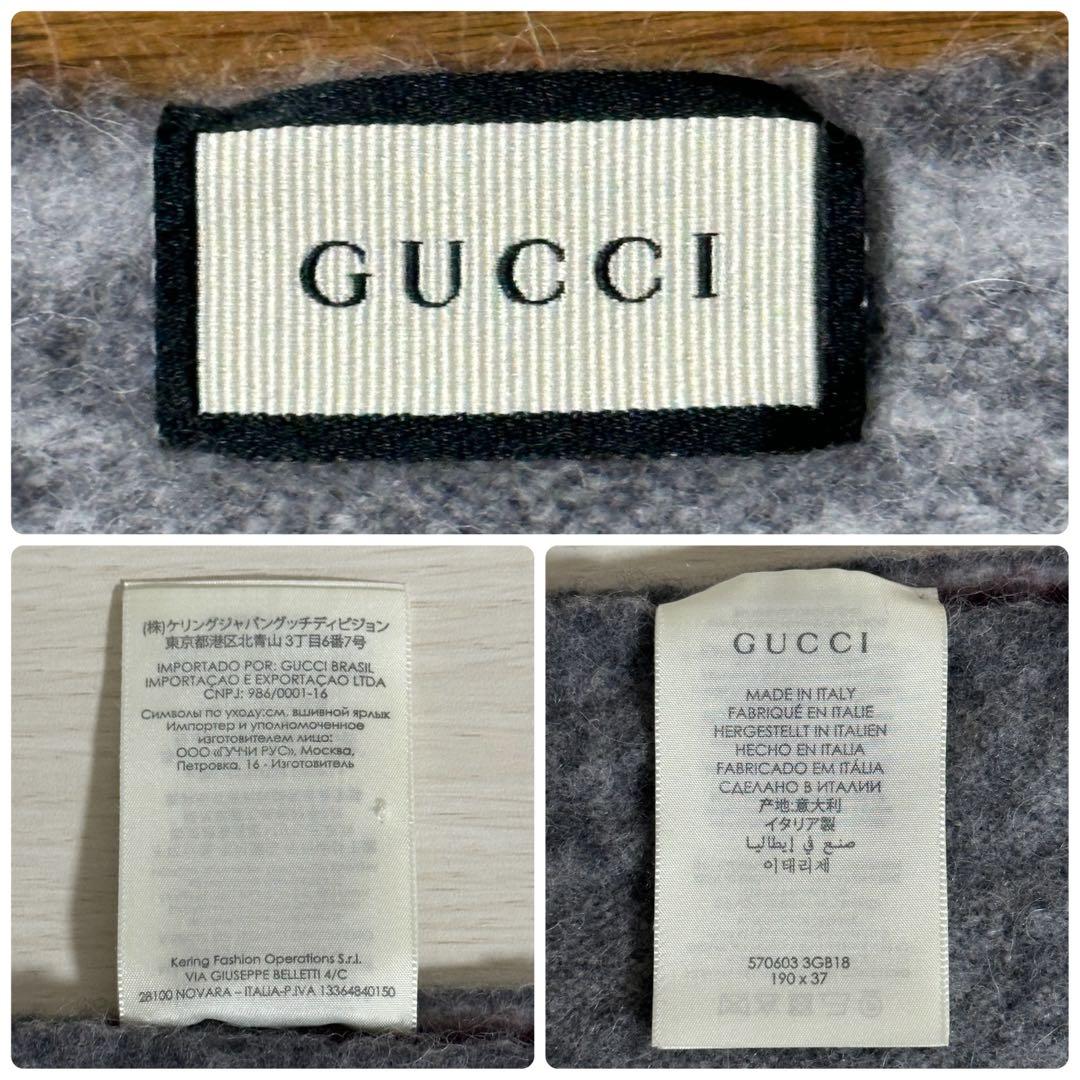 GUCCI
(株)ケリングジャパングッチディビジョン
東京都港区北青山3丁目6番7号
IMPORTADO POR: GUCCI BRASIL
IMPORTAÇAO E EXPORTAÇAO LTDA
CNPJ: 986/0001-16
Символы по уходу:см. вшивной ярлык
Импортер и уполномоченное
изготовителем лицо:
ООО «ГУЧЧИ РУС», Москва,
Петровка, 16 - Изготовитель
Kering Fashion Operations S.r.l.
VIA GIUSEPPE BELLETTI 4/C
28100 NOVARA – ITALIA-P.IVA 13364840150
GUCCI
MADE IN ITALY
FABRIQUÉ EN ITALIE
HERGESTELLT IN ITALIEN
HECHO EN ITALIA
FABRICADO EM ITÁLIA
СДЕЛАНО В ИТАЛИИ
产地:意大利
イタリア製
صنع في إيطاليا
이태리제
570603 3GB18
190 x 37